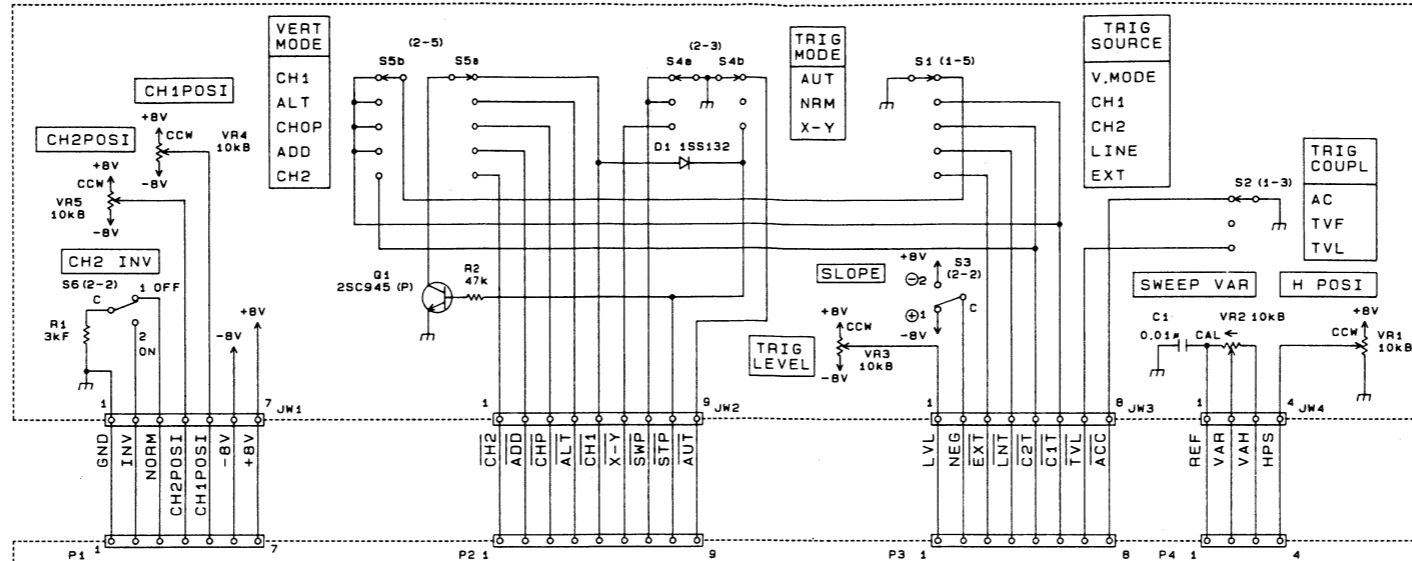 VERT
MODE
CH1
ALT
CHOP
ADD
CH2
(2-5)
S5b
S5a
(2-3)
S4a
S4b
TRIG
MODE
AUT
NRM
X-Y
D1 1SS132
S1 (1-5)
TRIG
SOURCE
V.MODE
CH1
CH2
LINE
EXT
TRIG
COUPL
AC
TVF
TVL
S2 (1-3)
CH1POSI
+8V
CCW
VR4
10kB
-8V
CH2POSI
+8V
CCW
VR5
10kB
-8V
CH2 INV
S6 (2-2)
1 OFF
C
R1
3kF
2
ON
-8V
+8V
Q1
2SC945 (P)
R2
47k
SLOPE
+8V
S3
(2-2)
⊖2
⊕1
C
-8V
TRIG
LEVEL
+8V
CCW
VR3
10kB
-8V
SWEEP VAR
C1
0.01μ
CAL
VR2 10kB
H POSI
+8V
CCW
VR1
10kB
1
7
JW1
1
9
JW2
1
8
JW3
1
4
JW4
GND
INV
NORM
CH2POSI
CH1POSI
-8V
+8V
CH2
ADD
CHP
ALT
CH1
X-Y
SWP
STP
AUT
LVL
NEG
EXT
LNT
C2T
C1T
TVL
ACC
REF
VAR
VAH
HPS
P1
1
7
P2
1
9
P3
1
8
P4
1
4